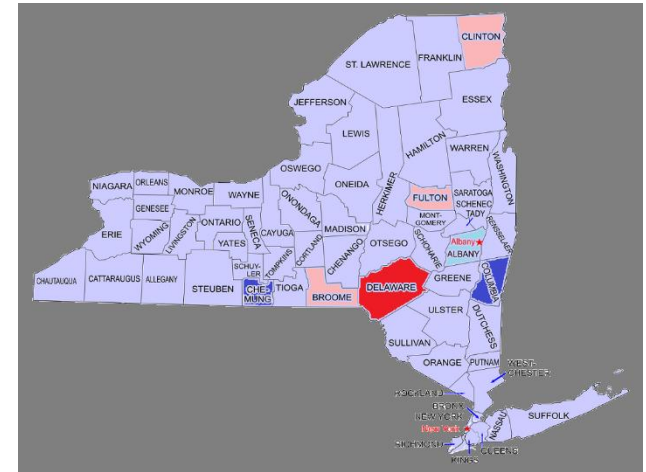 CLINTON
FRANKLIN
ST. LAWRENCE
ESSEX
JEFFERSON
LEWIS
HAMILTON
WARREN
WASHINGTON
OSWEGO
ONEIDA
HERKIMER
FULTON
SARATOGA
NIAGARA
ORLEANS
MONROE
WAYNE
ONONDAGA
MADISON
MONT-
GOMERY
SCHENEC
TADY
RENSSELAER
GENESEE
ONTARIO
SENECA
CAYUGA
ERIE
WYOMING
LIVINGSTON
YATES
CORTLAND
CHENANGO
OTSEGO
SCHOHARIE
Albany
ALBANY
SCHUY-
LER
TOMPKINS
CHAUTAUQUA
CATTARAUGUS
ALLEGANY
STEUBEN
CHE-
MUNG
TIOGA
BROOME
DELAWARE
GREENE
COLUMBIA
ULSTER
DUTCHESS
SULLIVAN
ORANGE
PUTNAM
WEST-
CHESTER
ROCKLAND
BRONX
NEW YORK
New York
RICHMOND
KINGS
QUEENS
NASSAU
SUFFOLK